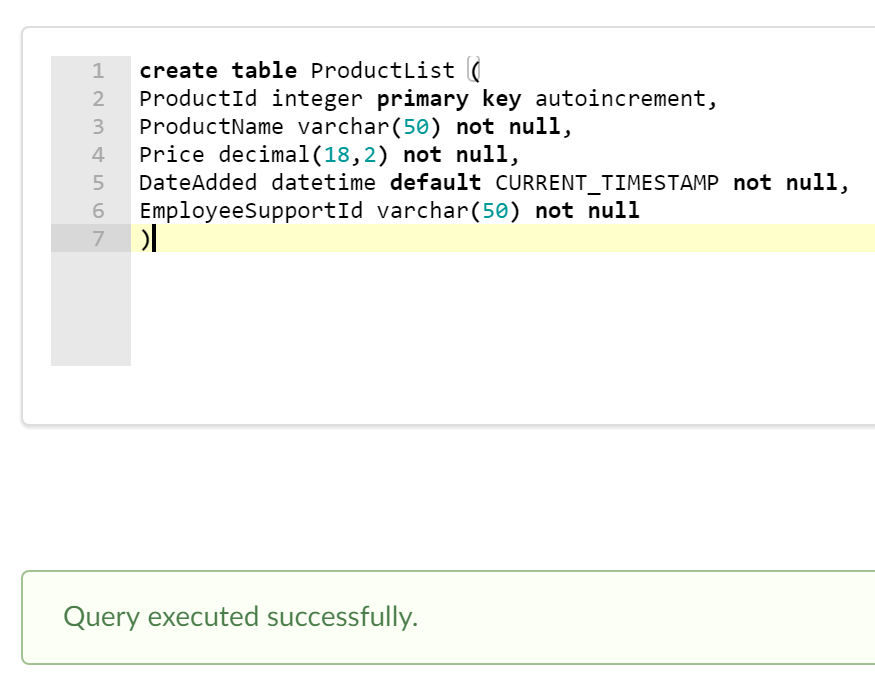 1 create table ProductList (
2 ProductId integer primary key autoincrement,
3 ProductName varchar(50) not null,
4 Price decimal(18,2) not null,
5 DateAdded datetime default CURRENT_TIMESTAMP not null,
6 EmployeeSupportId varchar(50) not null
7 )
Query executed successfully.